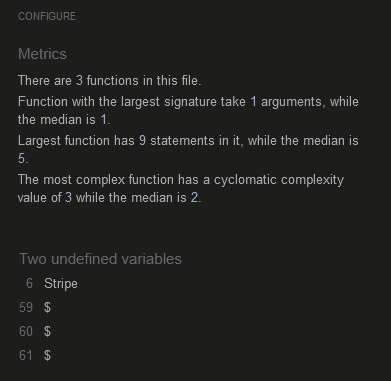 CONFIGURE
Metrics
There are 3 functions in this file.
Function with the largest signature take 1 arguments, while
the median is 1.
Largest function has 9 statements in it, while the median is
5.
The most complex function has a cyclomatic complexity
value of 3 while the median is 2.
Two undefined variables
6 Stripe
59 $
60 $
61 $